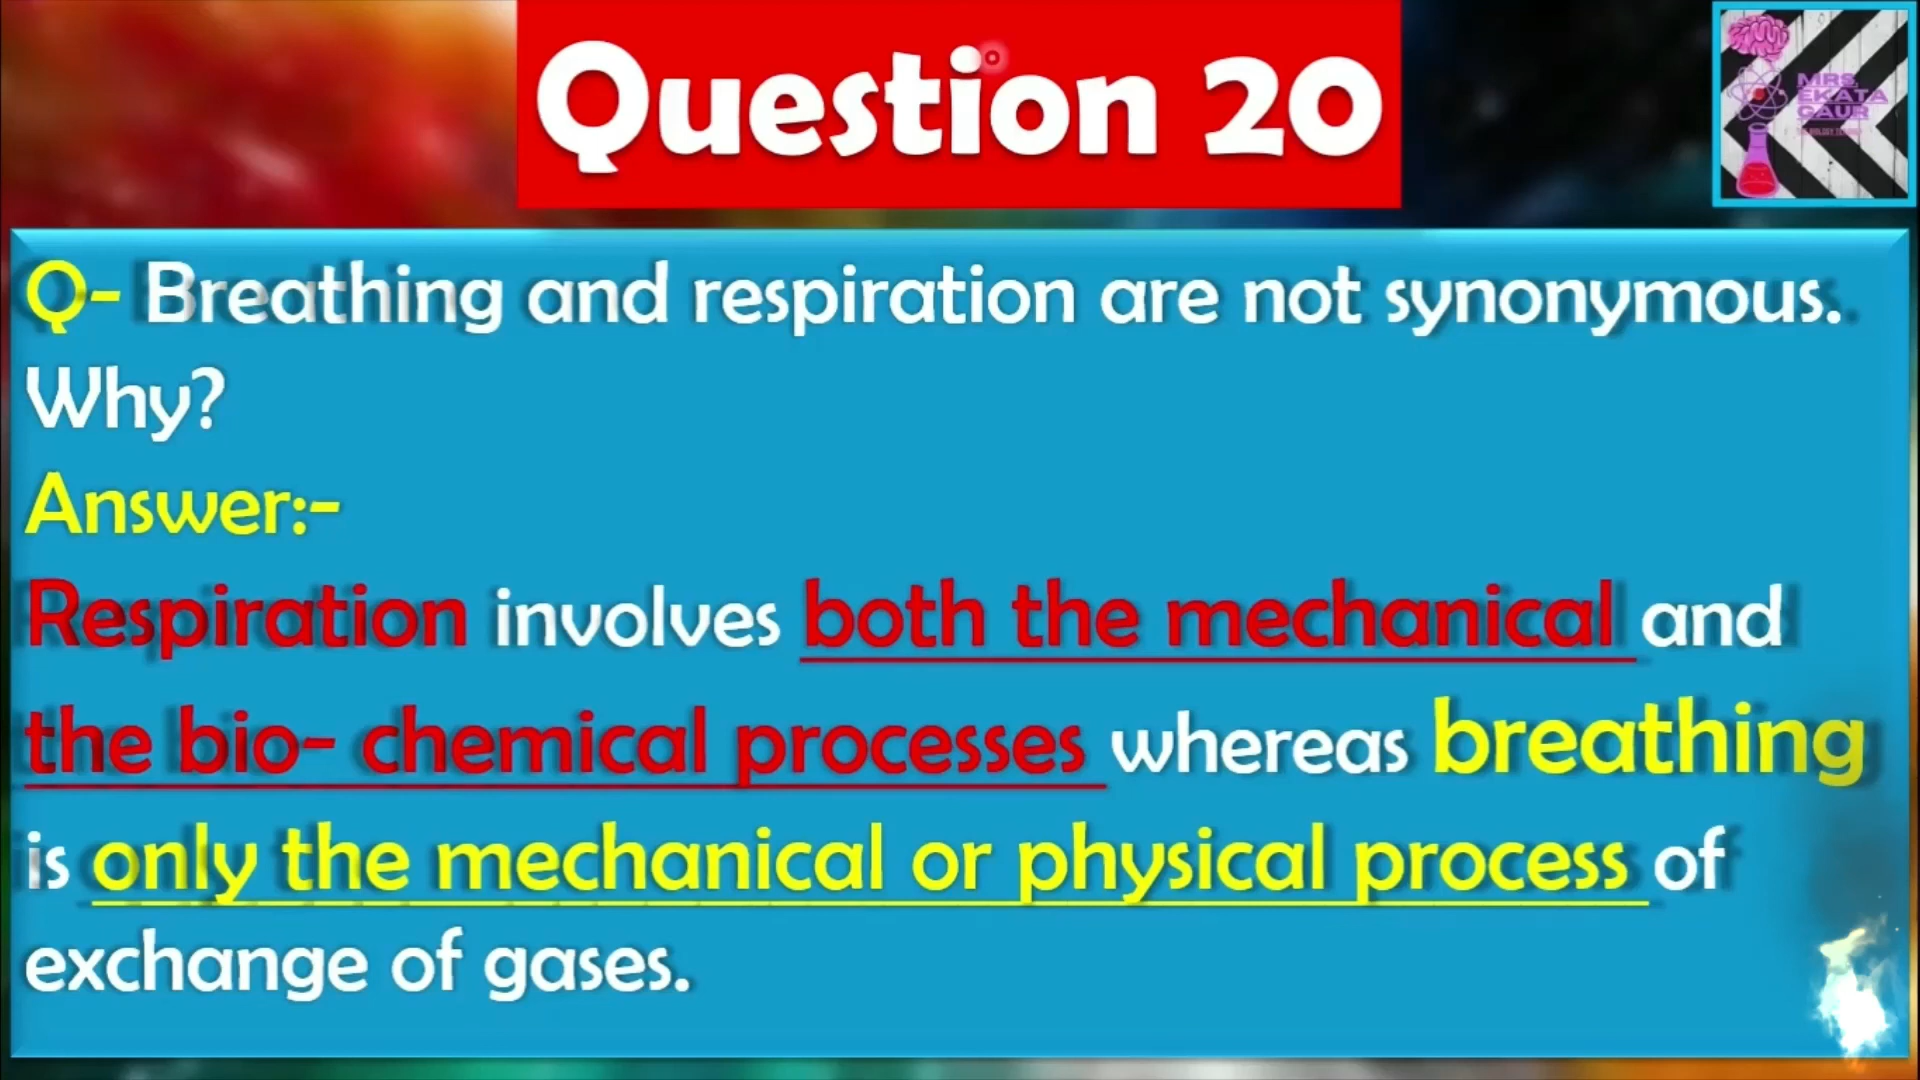 Question 20
MRS.
EKATA
GAUR
Q- Breathing and respiration are not synonymous.
Why?
Answer:-
Respiration involves both the mechanical and
the bio- chemical processes whereas breathing
is only the mechanical or physical process of
exchange of gases.